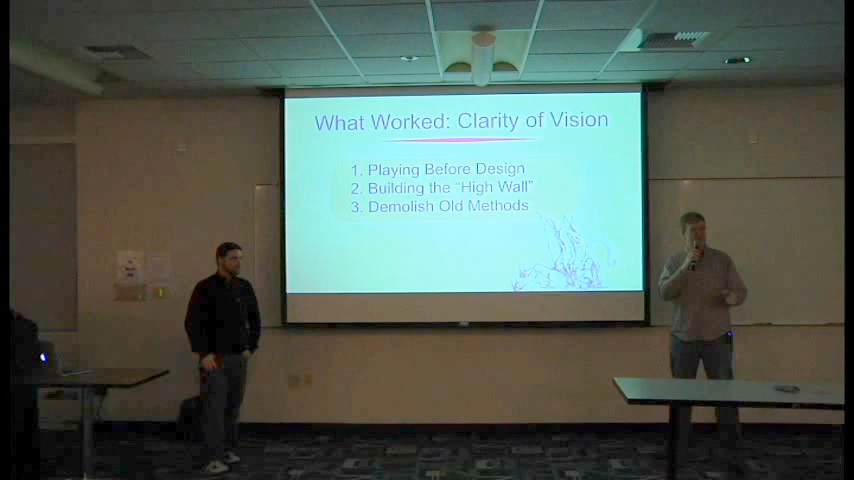 What Worked: Clarity of Vision
1. Playing Before Design
2. Building the “High Wall”
3. Demolish Old Methods